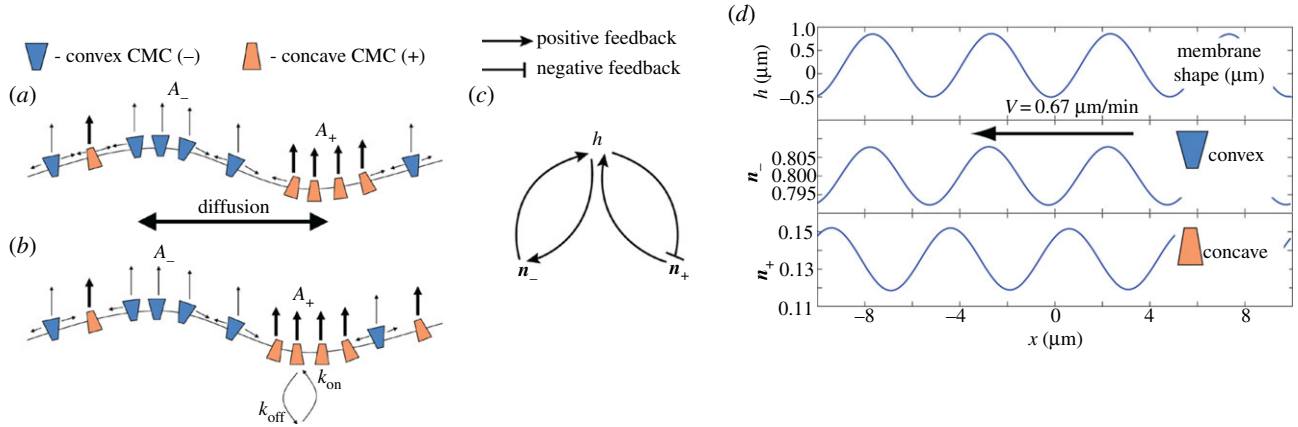 - convex CMC (–)
- concave CMC (+)
positive feedback
negative feedback
(a)
A–
A+
diffusion
(b)
A–
A+
kon
koff
(c)
h
n–
n+
(d)
1.0
0.5
0
–0.5
h (μm)
membrane
shape (μm)
V = 0.67 μm/min
0.805
0.800
0.795
n–
convex
0.15
0.13
0.11
n+
concave
–8
–4
0
4
8
x (μm)